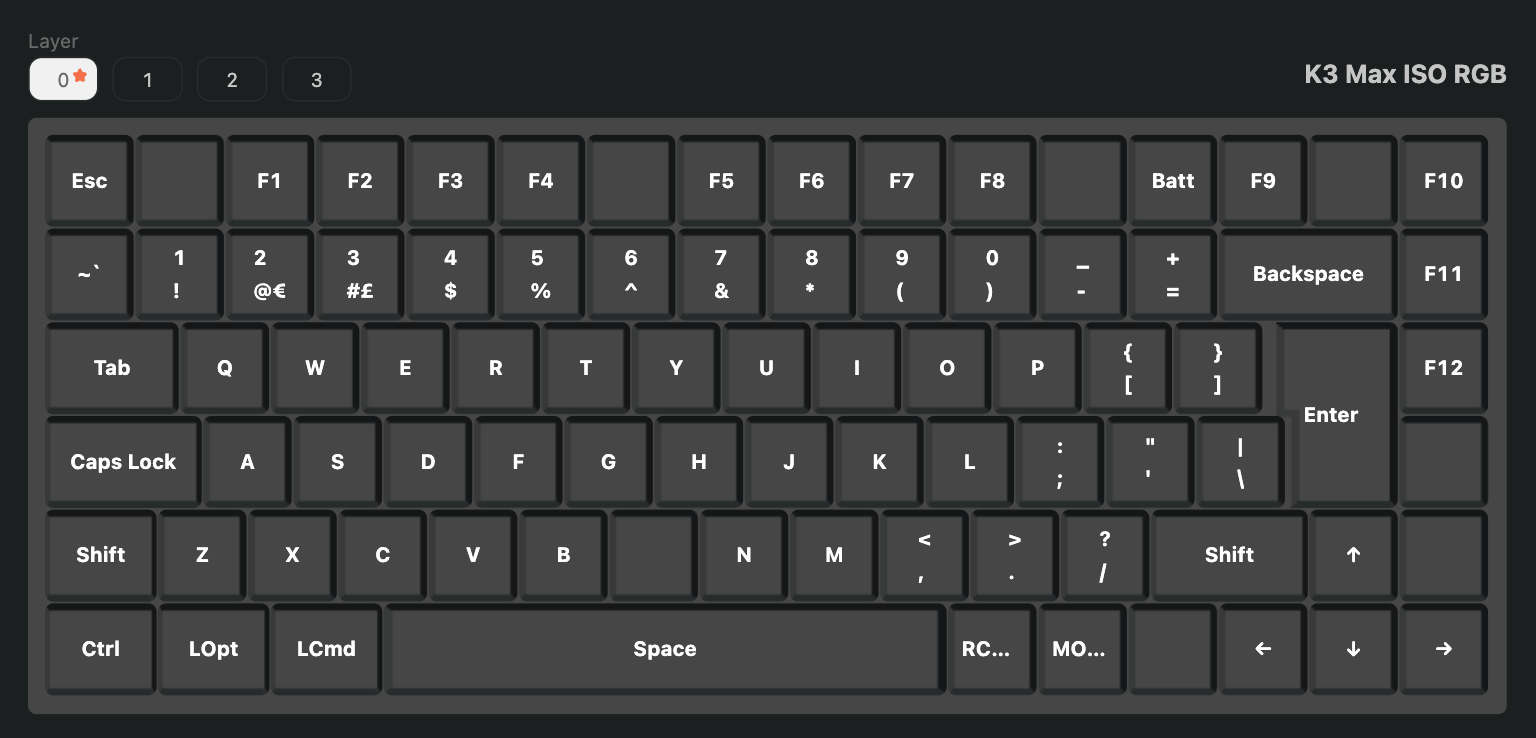 Layer
0 1 2 3
K3 Max ISO RGB
Esc F1 F2 F3 F4 F5 F6 F7 F8 Batt F9 F10
~` 1 2 3 4 5 6 7 8 9 0 _ + Backspace F11
! @€ #£ $ % ^ & * ( ) - =
Tab Q W E R T Y U I O P { } Enter F12
[ ]
Caps Lock A S D F G H J K L : " |
; ' \
Shift Z X C V B N M < > ? Shift ↑
, . /
Ctrl LOpt LCmd Space RC... MO... ← ↓ →